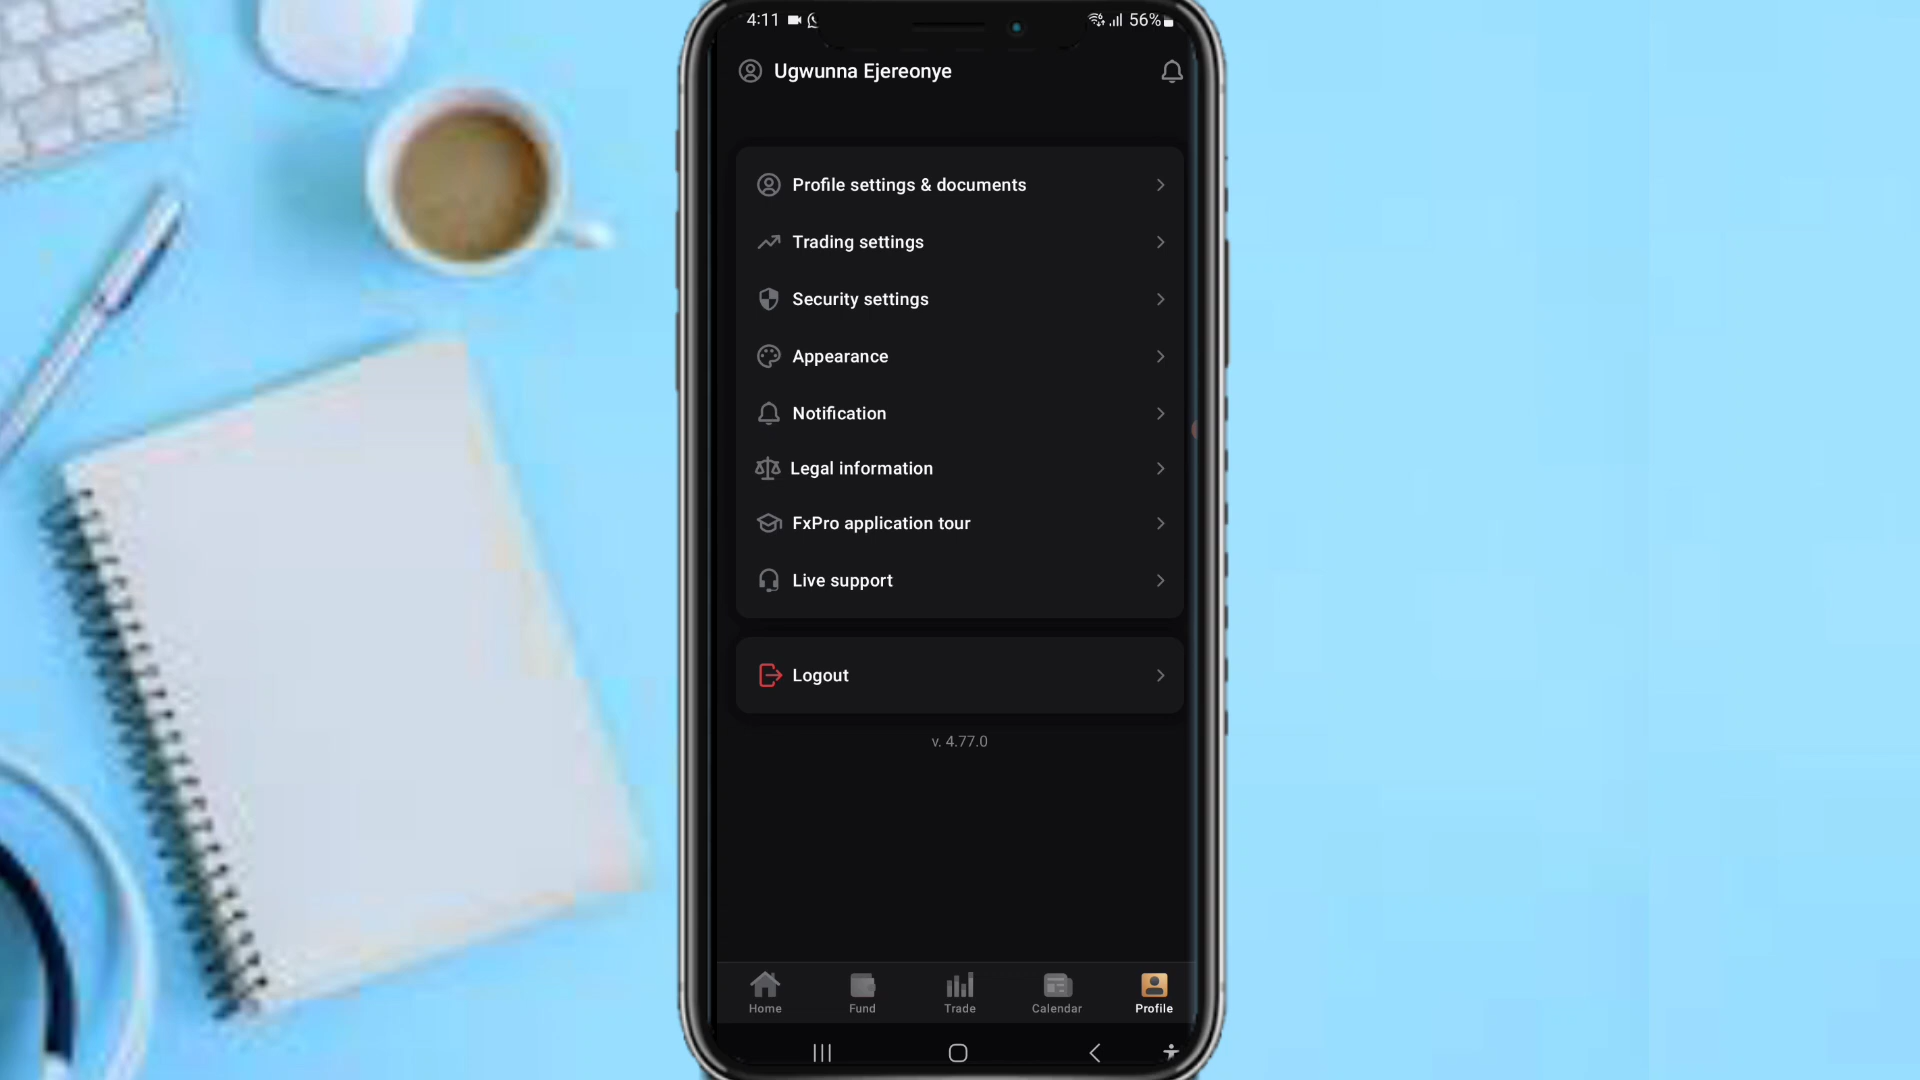 4:11
56%
Ugwunna Ejereonye
Profile settings & documents
Trading settings
Security settings
Appearance
Notification
Legal information
FxPro application tour
Live support
Logout
v. 4.77.0
Home
Fund
Trade
Calendar
Profile